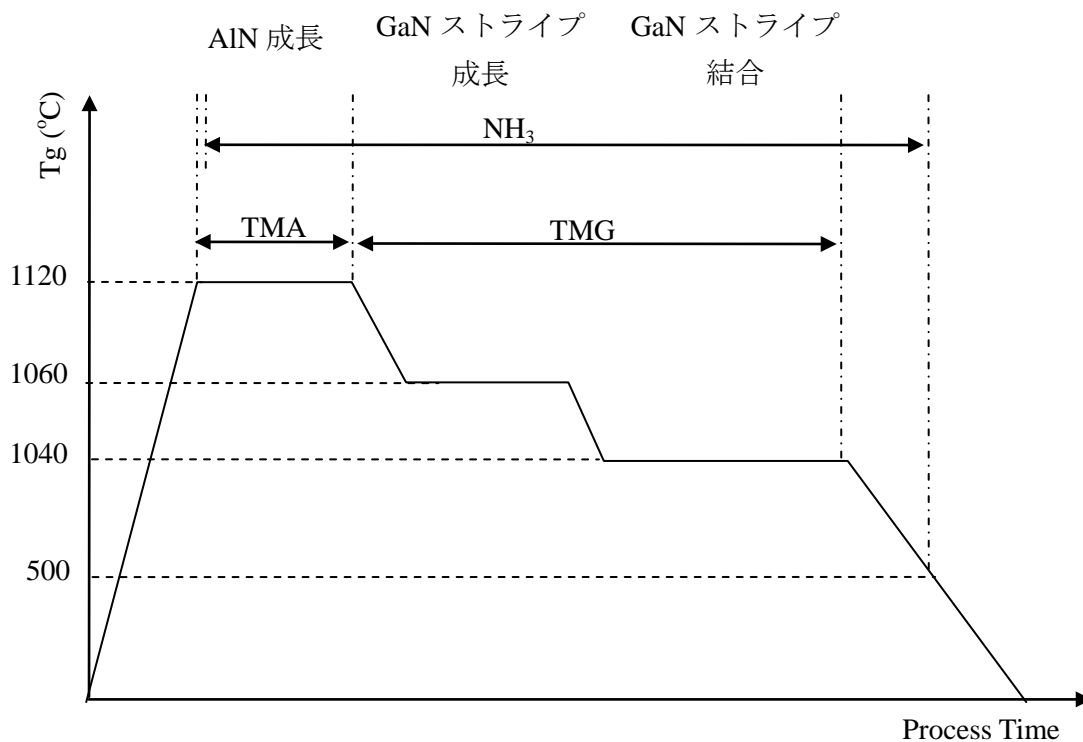 AlN 成長
GaN ストライプ
成長
GaN ストライプ
結合
Tg (°C)
NH₃
TMA
TMG
1120
1060
1040
500
Process Time